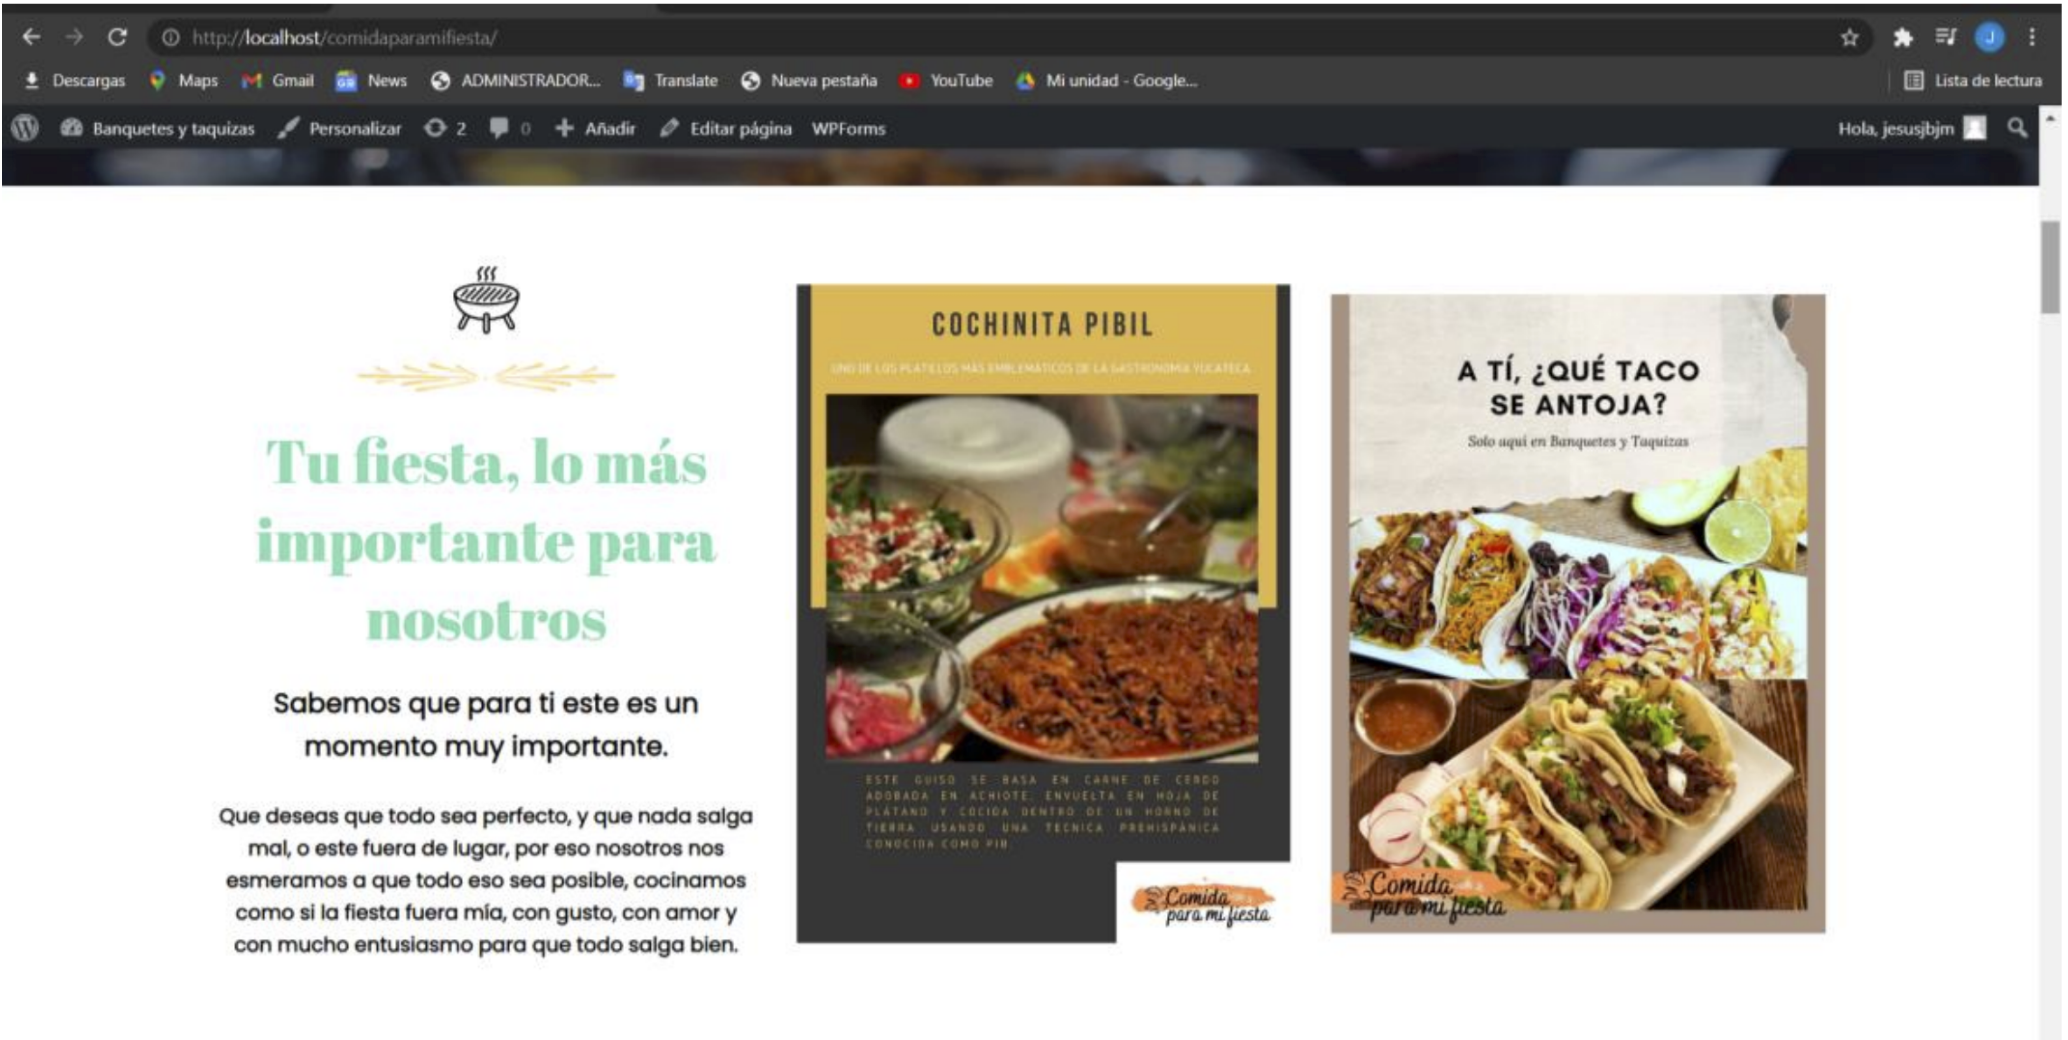 http://localhost/comidaparamifiesta/
Descargas Maps Gmail News ADMINISTRADOR... Translate Nueva pestaña YouTube Mi unidad - Google... Lista de lectura
Banquetes y taquizas Personalizar 2 0 Añadir Editar página WPForms Hola, jesusjbjm
Tu fiesta, lo más
importante para
nosotros
Sabemos que para ti este es un
momento muy importante.
Que deseas que todo sea perfecto, y que nada salga
mal, o este fuera de lugar, por eso nosotros nos
esmeramos a que todo eso sea posible, cocinamos
como si la fiesta fuera mía, con gusto, con amor y
con mucho entusiasmo para que todo salga bien.
COCHINITA PIBIL
UNO DE LOS PLATILLOS MÁS EMBLEMÁTICOS DE LA GASTRONOMIA YUCATECA
ESTE GUISO SE BASA EN CARNE DE CERDO
ADOBADA EN ACHIOTE, ENVUELTA EN HOJA DE
PLÁTANO Y COCIDA DENTRO DE UN HORNO DE
TIERRA USANDO UNA TECNICA PREHISPÁNICA
CONOCIDA COMO PIB
Comida
para mi fiesta
A TÍ, ¿QUÉ TACO
SE ANTOJA?
Solo aqui en Banquetes y Taquizas
Comida
para mi fiesta